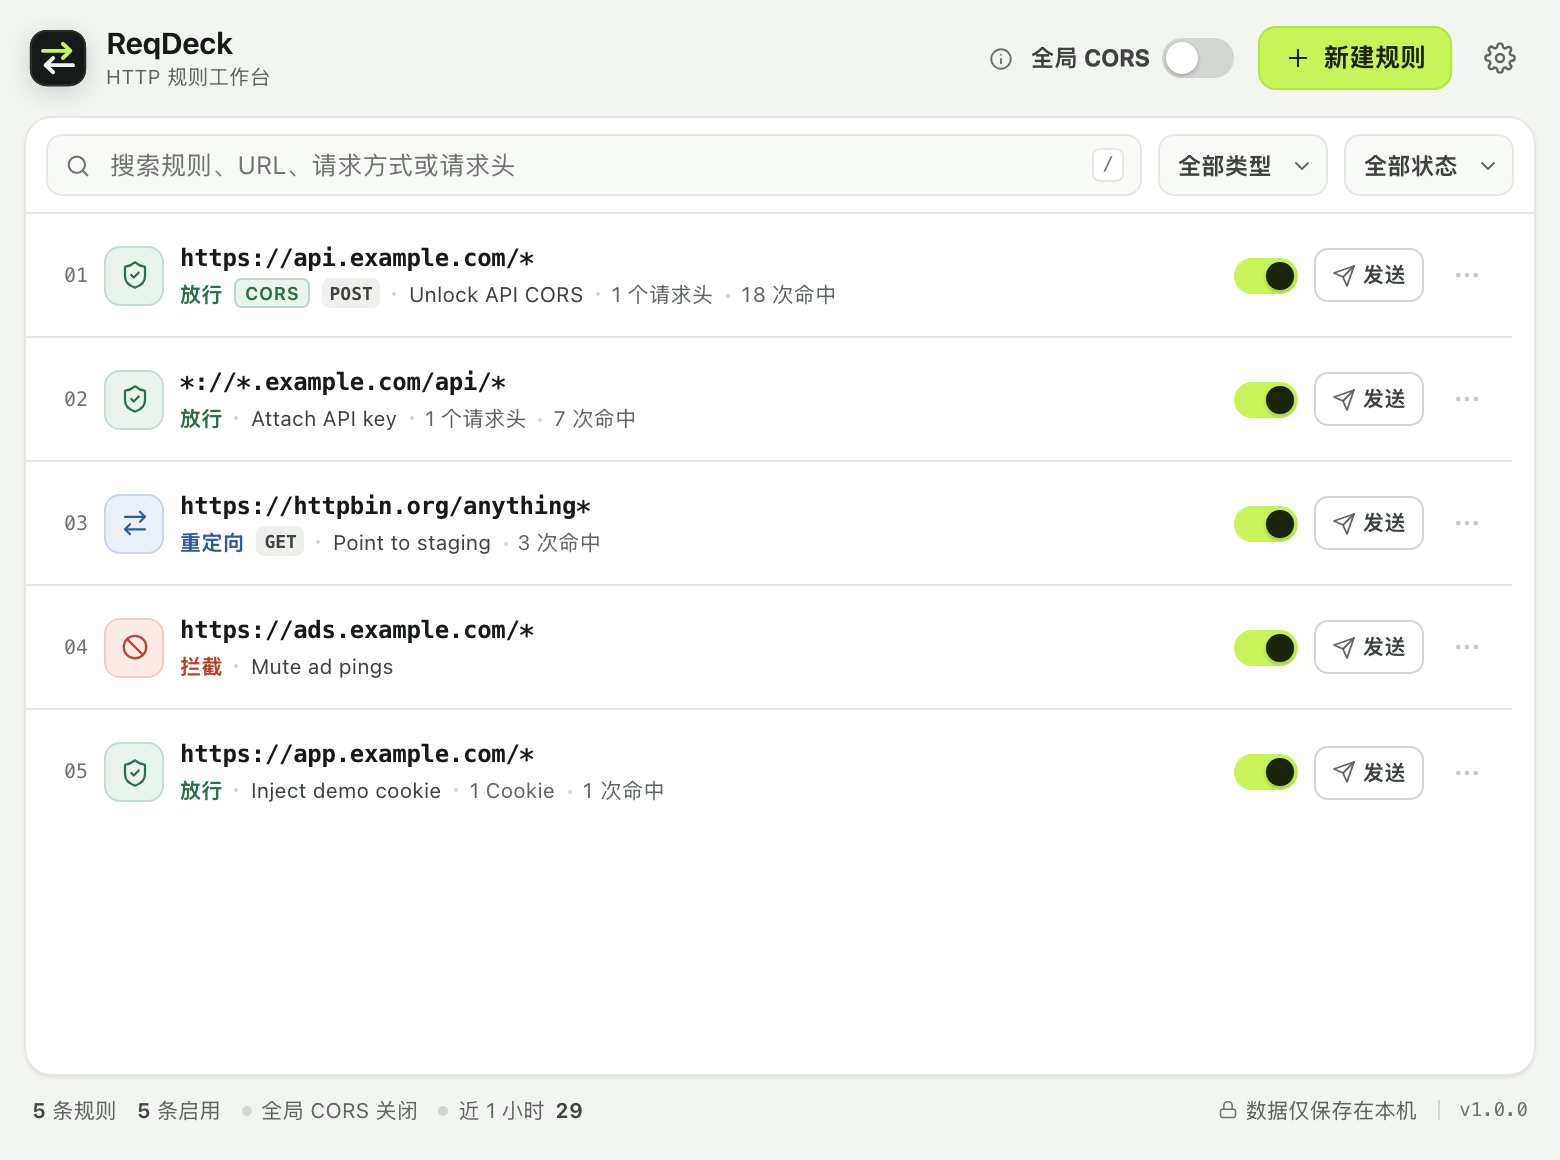 ReqDeck
HTTP 规则工作台
全局 CORS
新建规则
搜索规则、URL、请求方式或请求头
/
全部类型
全部状态
01
https://api.example.com/*
放行 CORS POST · Unlock API CORS · 1 个请求头 · 18 次命中
发送
02
*://*.example.com/api/*
放行 · Attach API key · 1 个请求头 · 7 次命中
发送
03
https://httpbin.org/anything*
重定向 GET · Point to staging · 3 次命中
发送
04
https://ads.example.com/*
拦截 · Mute ad pings
发送
05
https://app.example.com/*
放行 · Inject demo cookie · 1 Cookie · 1 次命中
发送
5 条规则 5 条启用 全局 CORS 关闭 近 1 小时 29
数据仅保存在本机
v1.0.0